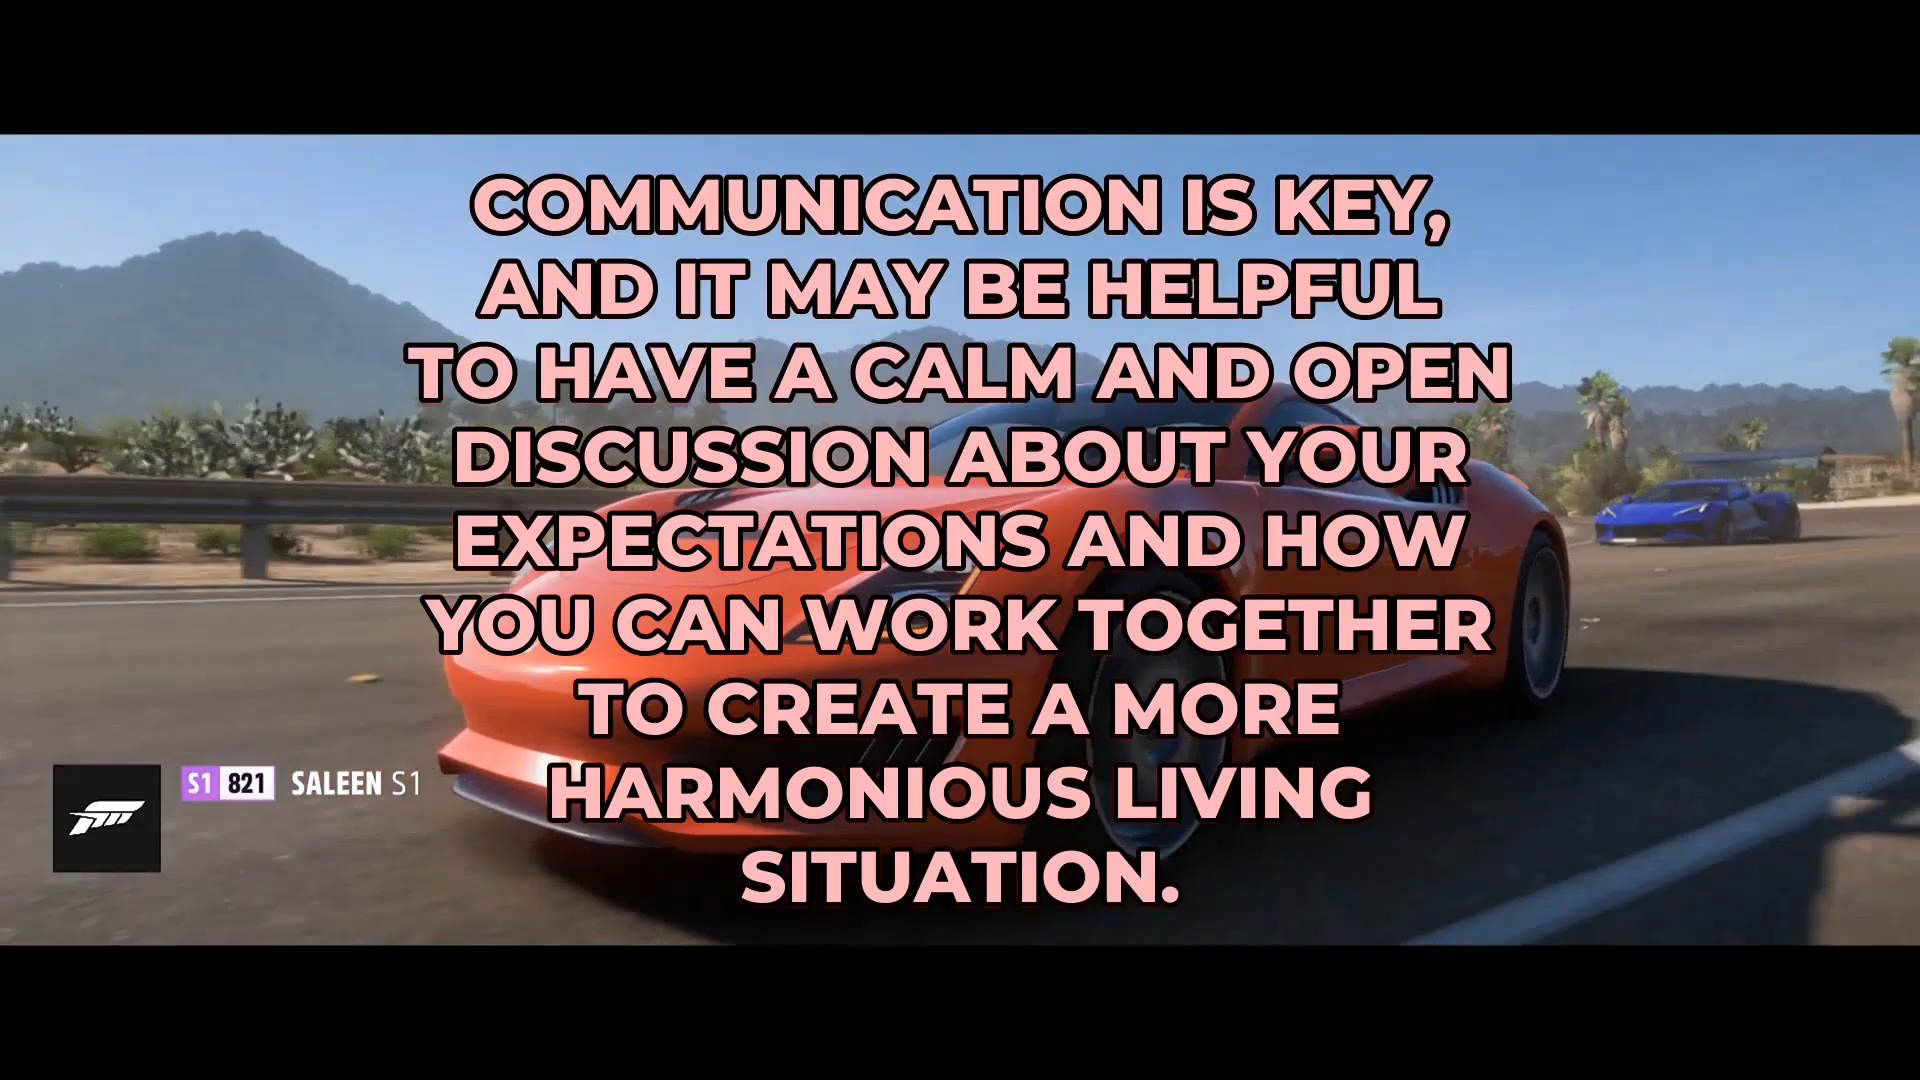 COMMUNICATION IS KEY,
AND IT MAY BE HELPFUL
TO HAVE A CALM AND OPEN
DISCUSSION ABOUT YOUR
EXPECTATIONS AND HOW
YOU CAN WORK TOGETHER
TO CREATE A MORE
HARMONIOUS LIVING
SITUATION.
S1 821 SALEEN S1